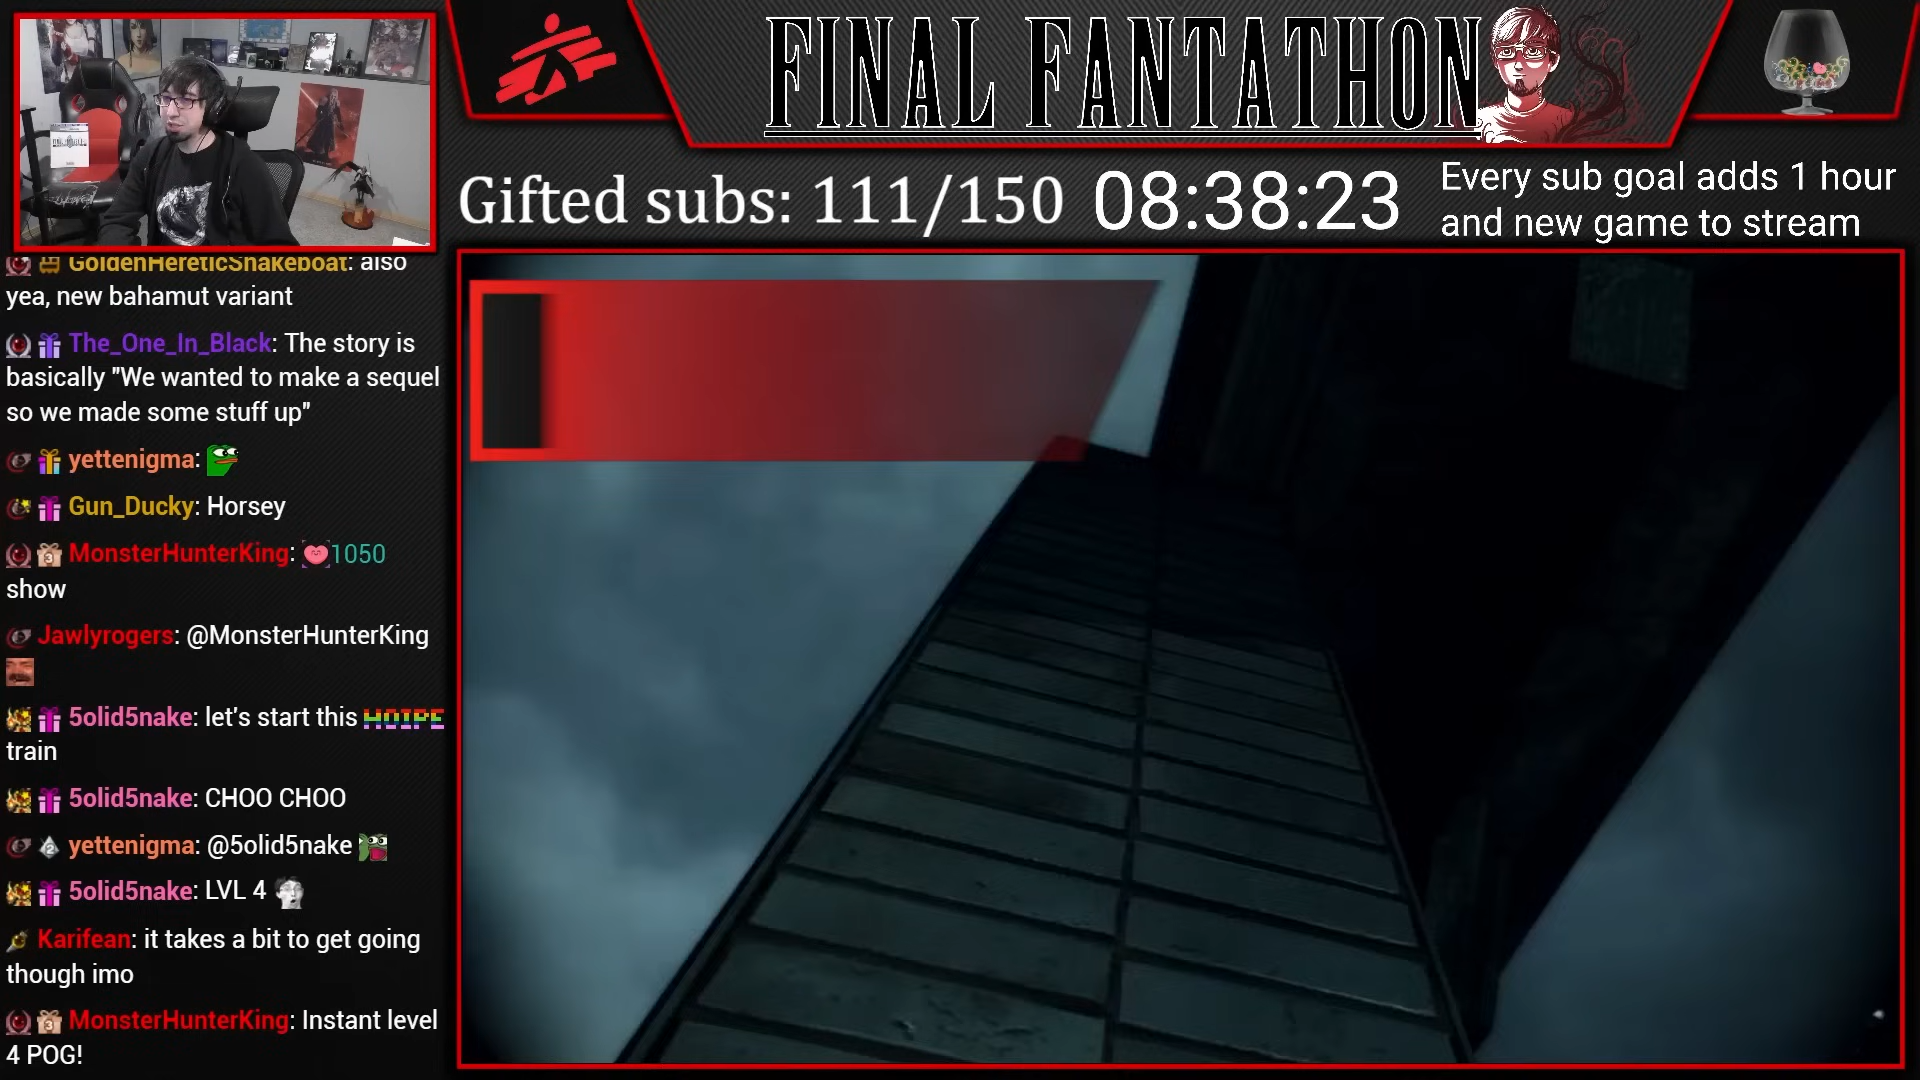 FINAL FANTATHON
Gifted subs: 111/150
08:38:23
Every sub goal adds 1 hour
and new game to stream
GoldenHereticSnakeboat: also
yea, new bahamut variant
The_One_In_Black: The story is
basically "We wanted to make a sequel
so we made some stuff up"
yettenigma:
Gun_Ducky: Horsey
MonsterHunterKing: 1050
show
Jawlyrogers: @MonsterHunterKing
5olid5nake: let's start this HOIPE
train
5olid5nake: CHOO CHOO
yettenigma: @5olid5nake
5olid5nake: LVL 4
Karifean: it takes a bit to get going
though imo
MonsterHunterKing: Instant level
4 POG!